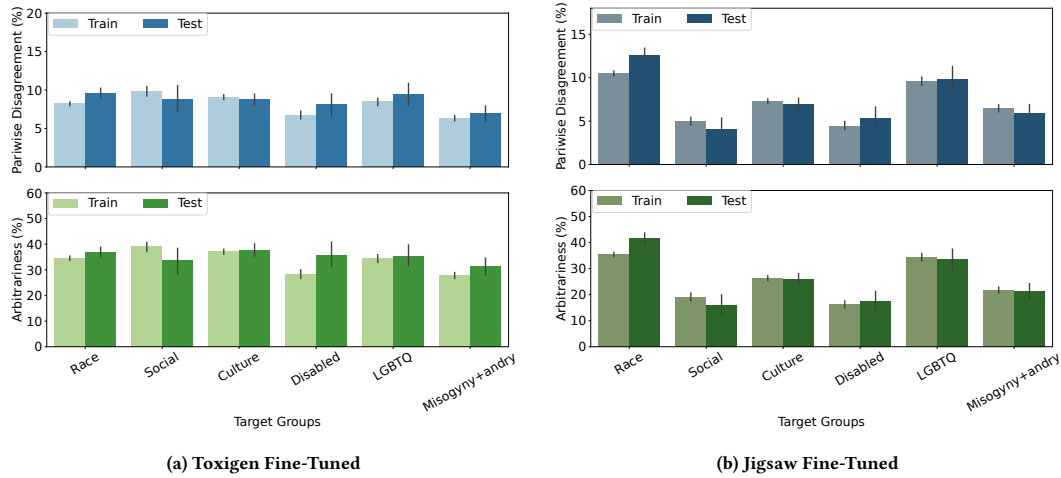 Pariwise Disagreement (%)
20
15
10
5
0
Train
Test
Arbitrariness (%)
60
50
40
30
20
10
0
Train
Test
Race
Social
Culture
Disabled
LGBTQ
Misogyny+andry
Target Groups
(a) Toxigen Fine-Tuned
Pariwise Disagreement (%)
15
10
5
0
Train
Test
Arbitrariness (%)
60
50
40
30
20
10
0
Train
Test
Race
Social
Culture
Disabled
LGBTQ
Misogyny+andry
Target Groups
(b) Jigsaw Fine-Tuned